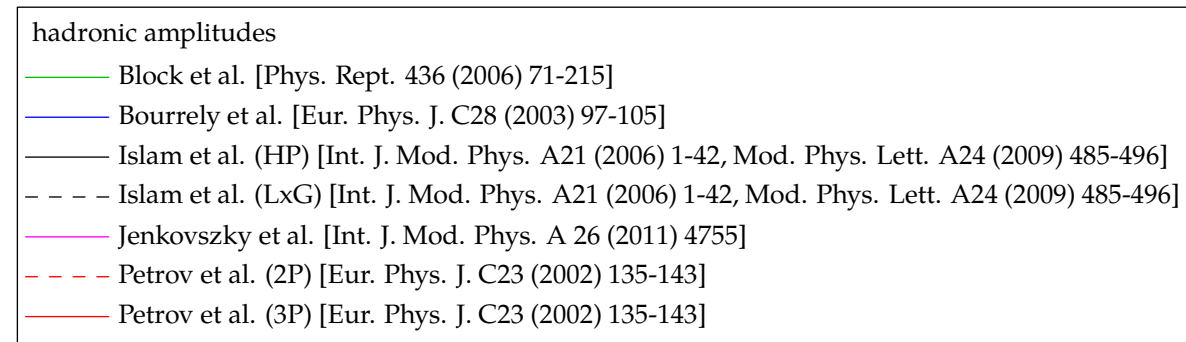 hadronic amplitudes
Block et al. [Phys. Rept. 436 (2006) 71-215]
Bourrely et al. [Eur. Phys. J. C28 (2003) 97-105]
Islam et al. (HP) [Int. J. Mod. Phys. A21 (2006) 1-42, Mod. Phys. Lett. A24 (2009) 485-496]
Islam et al. (LxG) [Int. J. Mod. Phys. A21 (2006) 1-42, Mod. Phys. Lett. A24 (2009) 485-496]
Jenkovszky et al. [Int. J. Mod. Phys. A 26 (2011) 4755]
Petrov et al. (2P) [Eur. Phys. J. C23 (2002) 135-143]
Petrov et al. (3P) [Eur. Phys. J. C23 (2002) 135-143]